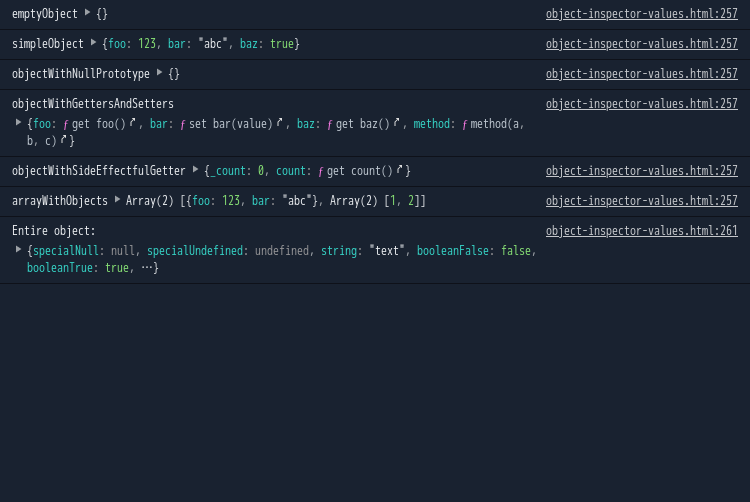 emptyObject ▶ {} object-inspector-values.html:257
simpleObject ▶ {foo: 123, bar: "abc", baz: true} object-inspector-values.html:257
objectWithNullPrototype ▶ {} object-inspector-values.html:257
objectWithGettersAndSetters object-inspector-values.html:257
▶ {foo: ƒ get foo(), bar: ƒ set bar(value), baz: ƒ get baz(), method: ƒ method(a,
b, c)}
objectWithSideEffectfulGetter ▶ {_count: 0, count: ƒ get count()} object-inspector-values.html:257
arrayWithObjects ▶ Array(2) [{foo: 123, bar: "abc"}, Array(2) [1, 2]] object-inspector-values.html:257
Entire object: object-inspector-values.html:261
▶ {specialNull: null, specialUndefined: undefined, string: "text", booleanFalse: false,
booleanTrue: true, …}